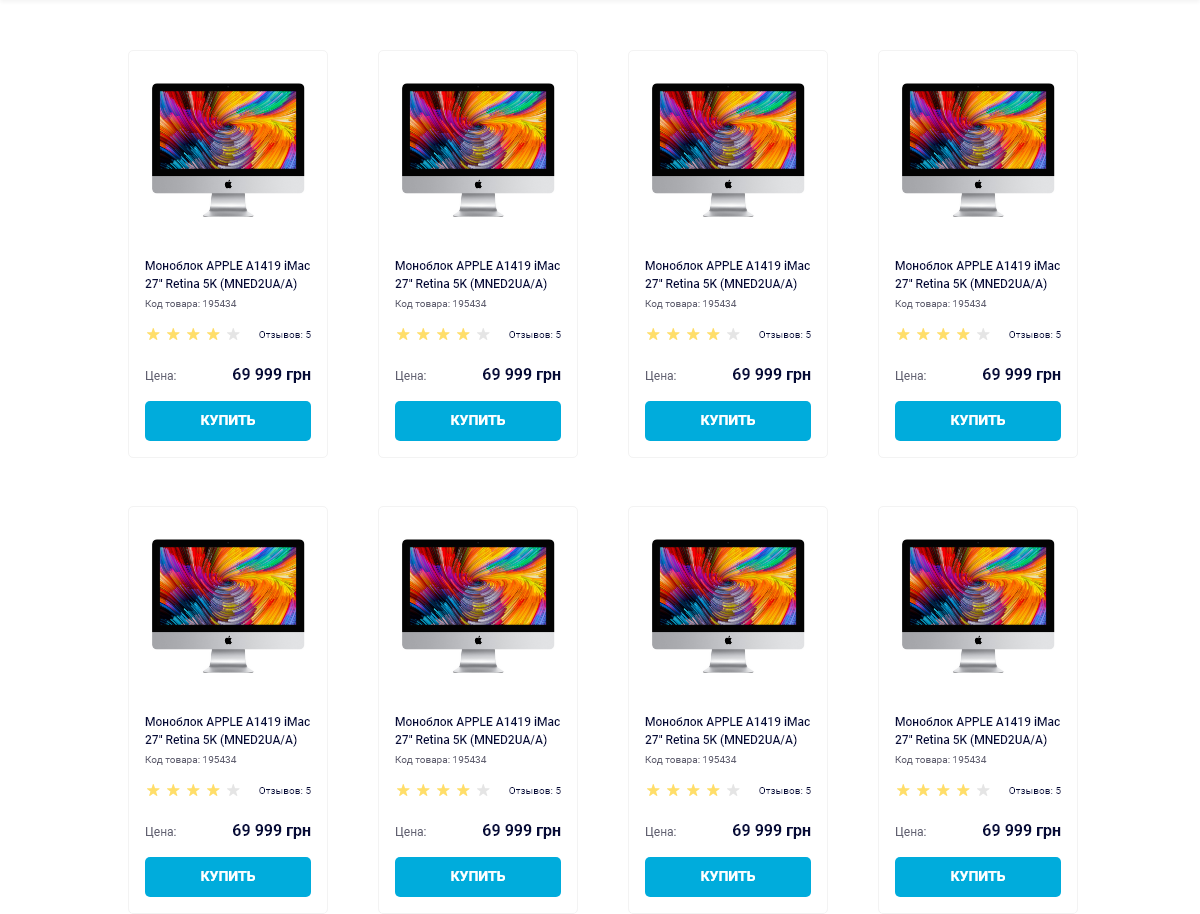 Моноблок APPLE A1419 iMac
27" Retina 5K (MNED2UA/A)
Код товара: 195434
Отзывов: 5
Цена: 69 999 грн
КУПИТЬ
Моноблок APPLE A1419 iMac
27" Retina 5K (MNED2UA/A)
Код товара: 195434
Отзывов: 5
Цена: 69 999 грн
КУПИТЬ
Моноблок APPLE A1419 iMac
27" Retina 5K (MNED2UA/A)
Код товара: 195434
Отзывов: 5
Цена: 69 999 грн
КУПИТЬ
Моноблок APPLE A1419 iMac
27" Retina 5K (MNED2UA/A)
Код товара: 195434
Отзывов: 5
Цена: 69 999 грн
КУПИТЬ
Моноблок APPLE A1419 iMac
27" Retina 5K (MNED2UA/A)
Код товара: 195434
Отзывов: 5
Цена: 69 999 грн
КУПИТЬ
Моноблок APPLE A1419 iMac
27" Retina 5K (MNED2UA/A)
Код товара: 195434
Отзывов: 5
Цена: 69 999 грн
КУПИТЬ
Моноблок APPLE A1419 iMac
27" Retina 5K (MNED2UA/A)
Код товара: 195434
Отзывов: 5
Цена: 69 999 грн
КУПИТЬ
Моноблок APPLE A1419 iMac
27" Retina 5K (MNED2UA/A)
Код товара: 195434
Отзывов: 5
Цена: 69 999 грн
КУПИТЬ